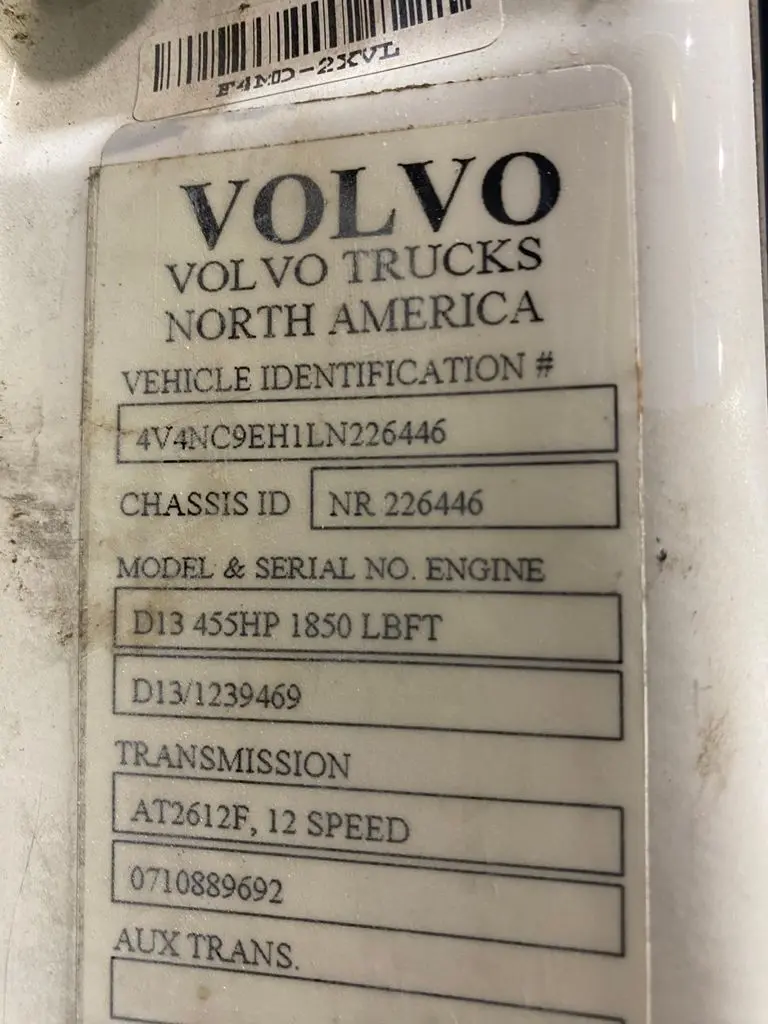 F4MD-2XVL
VOLVO
VOLVO TRUCKS
NORTH AMERICA
VEHICLE IDENTIFICATION #
4V4NC9EH1LN226446
CHASSIS ID NR 226446
MODEL & SERIAL NO. ENGINE
D13 455HP 1850 LBFT
D13/1239469
TRANSMISSION
AT2612F, 12 SPEED
0710889692
AUX TRANS.